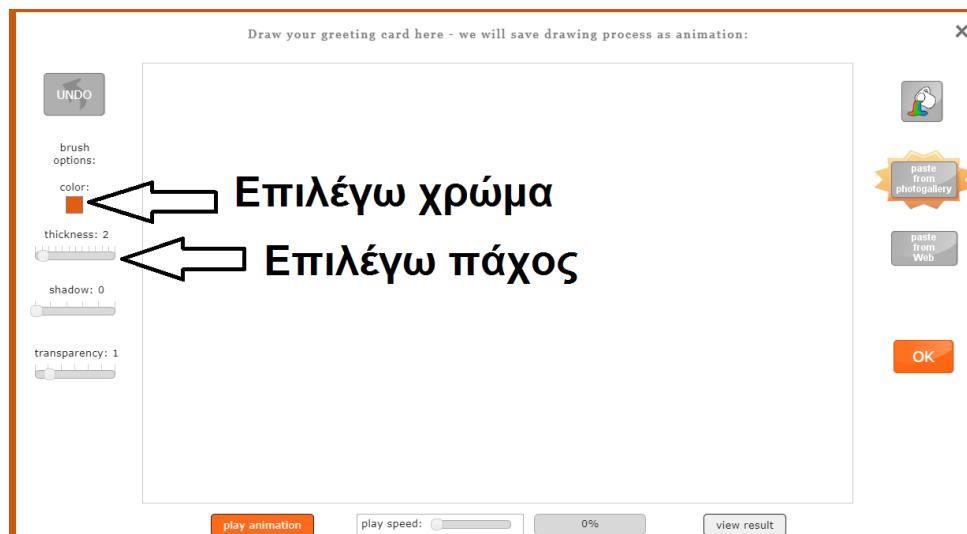 Draw your greeting card here - we will save drawing process as animation:
×
UNDO
brush
options:
color:
Επιλέγω χρώμα
thickness: 2
Επιλέγω πάχος
shadow: 0
transparency: 1
paste
from
photogallery
paste
from
Web
OK
play animation
play speed:
0%
view result